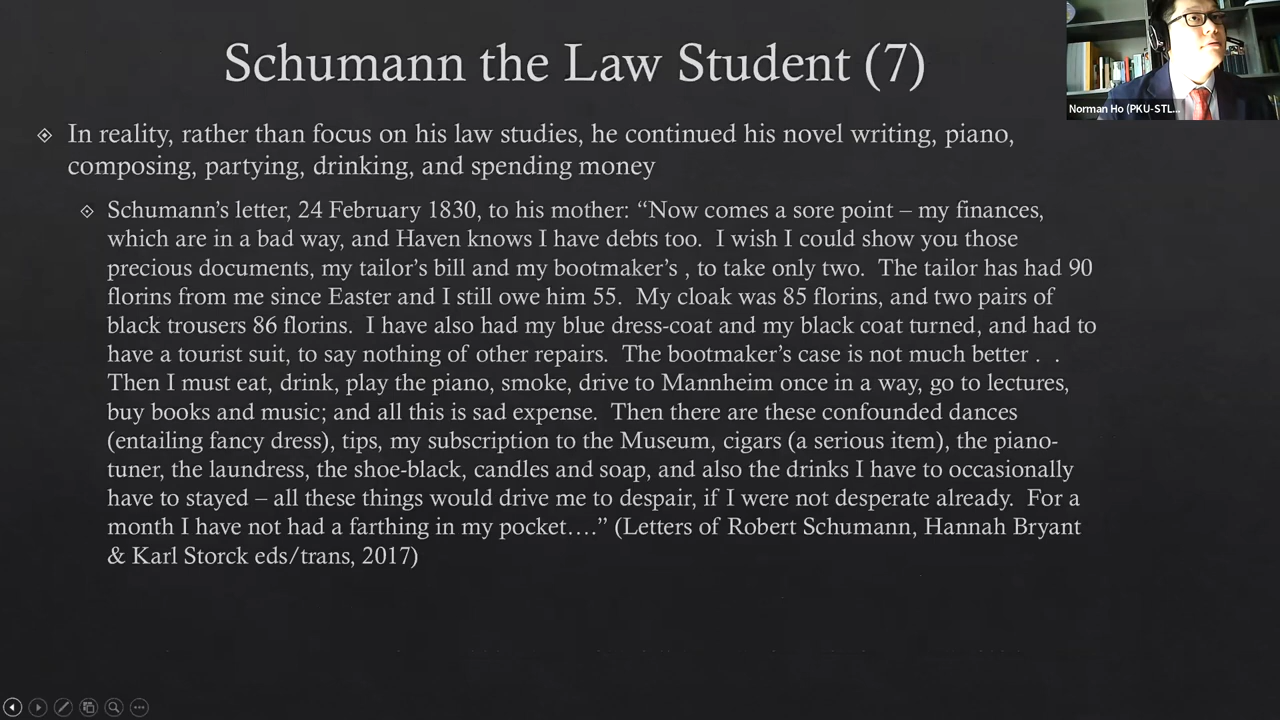 Schumann the Law Student (7)
Norman Ho (PKU-STL...
In reality, rather than focus on his law studies, he continued his novel writing, piano,
composing, partying, drinking, and spending money
Schumann's letter, 24 February 1830, to his mother: “Now comes a sore point – my finances,
which are in a bad way, and Haven knows I have debts too.  I wish I could show you those
precious documents, my tailor's bill and my bootmaker's , to take only two.  The tailor has had 90
florins from me since Easter and I still owe him 55.  My cloak was 85 florins, and two pairs of
black trousers 86 florins.  I have also had my blue dress-coat and my black coat turned, and had to
have a tourist suit, to say nothing of other repairs.  The bootmaker's case is not much better . .
Then I must eat, drink, play the piano, smoke, drive to Mannheim once in a way, go to lectures,
buy books and music; and all this is sad expense.  Then there are these confounded dances
(entailing fancy dress), tips, my subscription to the Museum, cigars (a serious item), the piano-
tuner, the laundress, the shoe-black, candles and soap, and also the drinks I have to occasionally
have to stayed – all these things would drive me to despair, if I were not desperate already.  For a
month I have not had a farthing in my pocket….” (Letters of Robert Schumann, Hannah Bryant
& Karl Storck eds/trans, 2017)